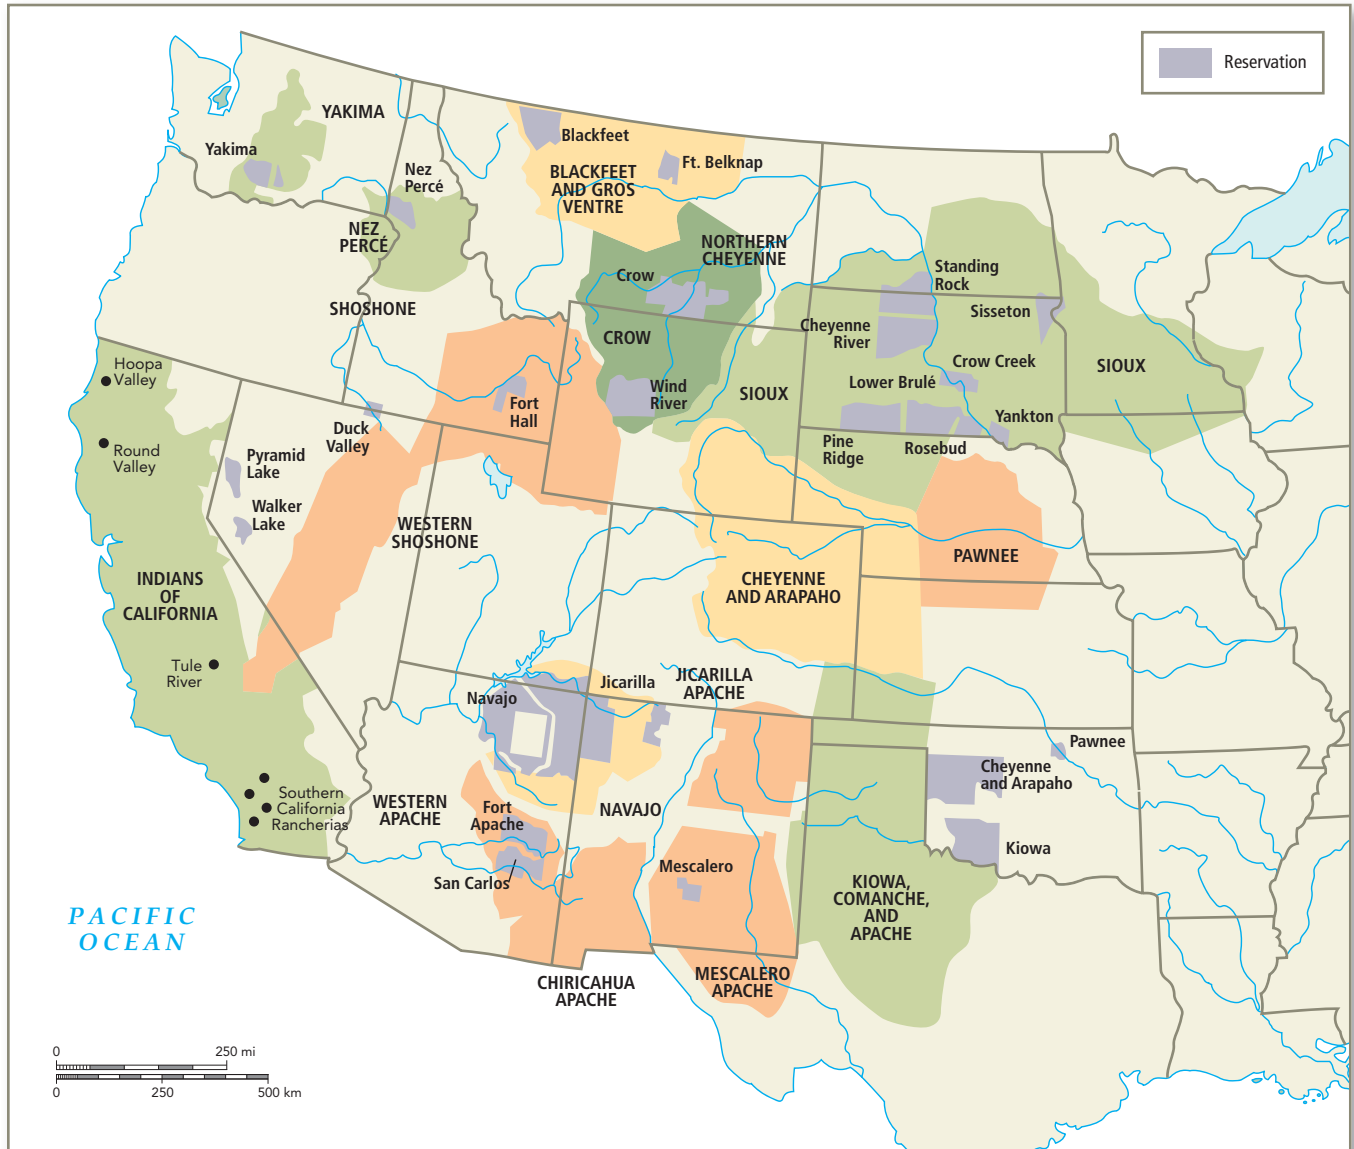 Reservation
YAKIMA
Yakima
Nez
Percé
NEZ
PERCÉ
Blackfeet
Ft. Belknap
BLACKFEET
AND GROS
VENTRE
NORTHERN
CHEYENNE
Crow
CROW
Wind
River
SHOSHONE
Fort
Hall
Duck
Valley
Standing
Rock
Sisseton
Cheyenne
River
Crow Creek
Lower Brulé
Yankton
Pine
Ridge
Rosebud
SIOUX
SIOUX
Hoopa
Valley
Round
Valley
Pyramid
Lake
Walker
Lake
WESTERN
SHOSHONE
INDIANS
OF
CALIFORNIA
Tule
River
Southern
California
Rancherias
PAWNEE
CHEYENNE
AND ARAPAHO
JICARILLA
APACHE
Jicarilla
Navajo
NAVAJO
WESTERN
APACHE
Fort
Apache
San Carlos
CHIRICAHUA
APACHE
Mescalero
MESCALERO
APACHE
Pawnee
Cheyenne
and Arapaho
Kiowa
KIOWA,
COMANCHE,
AND
APACHE
PACIFIC
OCEAN
0 250 mi
0 250 500 km